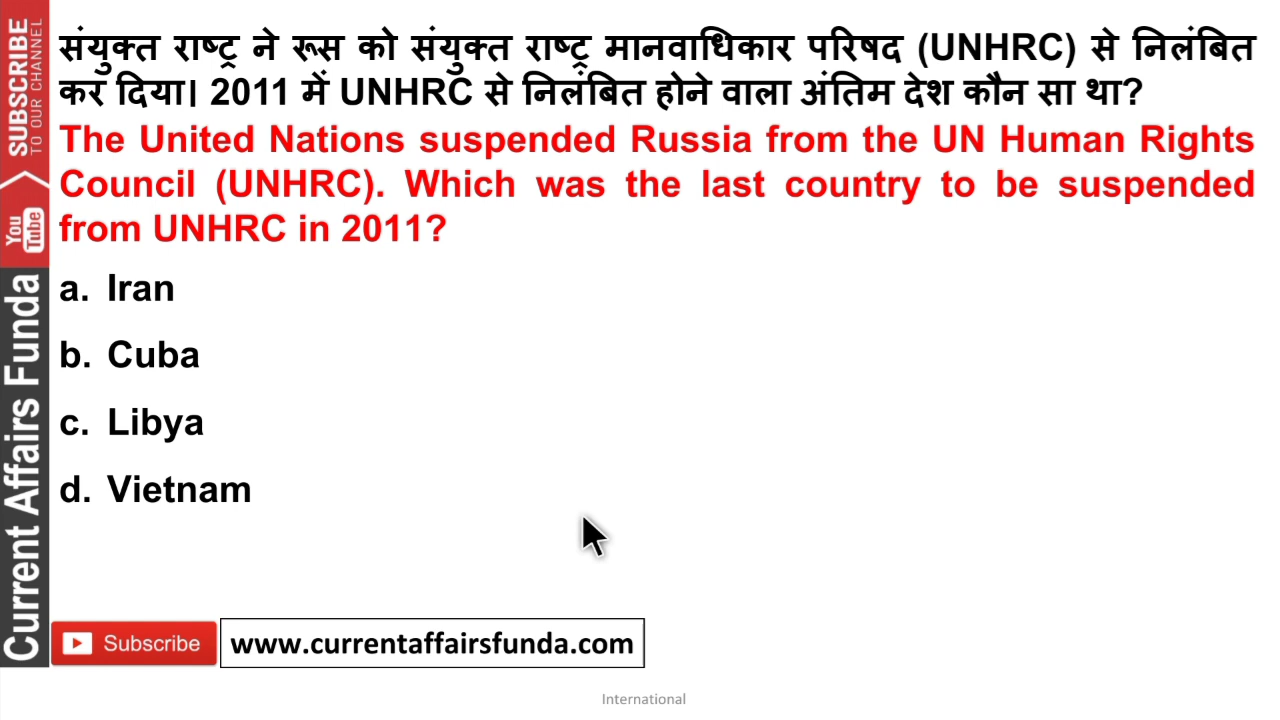 संयुक्त राष्ट्र ने रूस को संयुक्त राष्ट्र मानवाधिकार परिषद (UNHRC) से निलंबित
कर दिया। 2011 में UNHRC से निलंबित होने वाला अंतिम देश कौन सा था?
The United Nations suspended Russia from the UN Human Rights
Council (UNHRC). Which was the last country to be suspended
from UNHRC in 2011?
a. Iran
b. Cuba
c. Libya
d. Vietnam
SUBSCRIBE
TO OUR CHANNEL
You
Tube
Current Affairs Funda
Subscribe
www.currentaffairsfunda.com
International